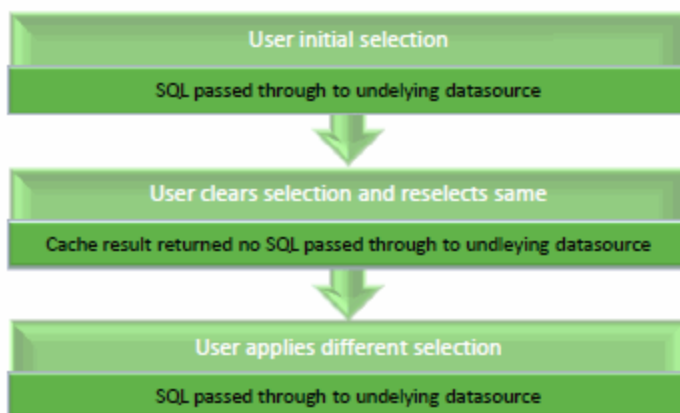 User initial selection
SQL passed through to undelying datasource
User clears selection and reselects same
Cache result returned no SQL passed through to undleying datasource
User applies different selection
SQL passed through to undelying datasource